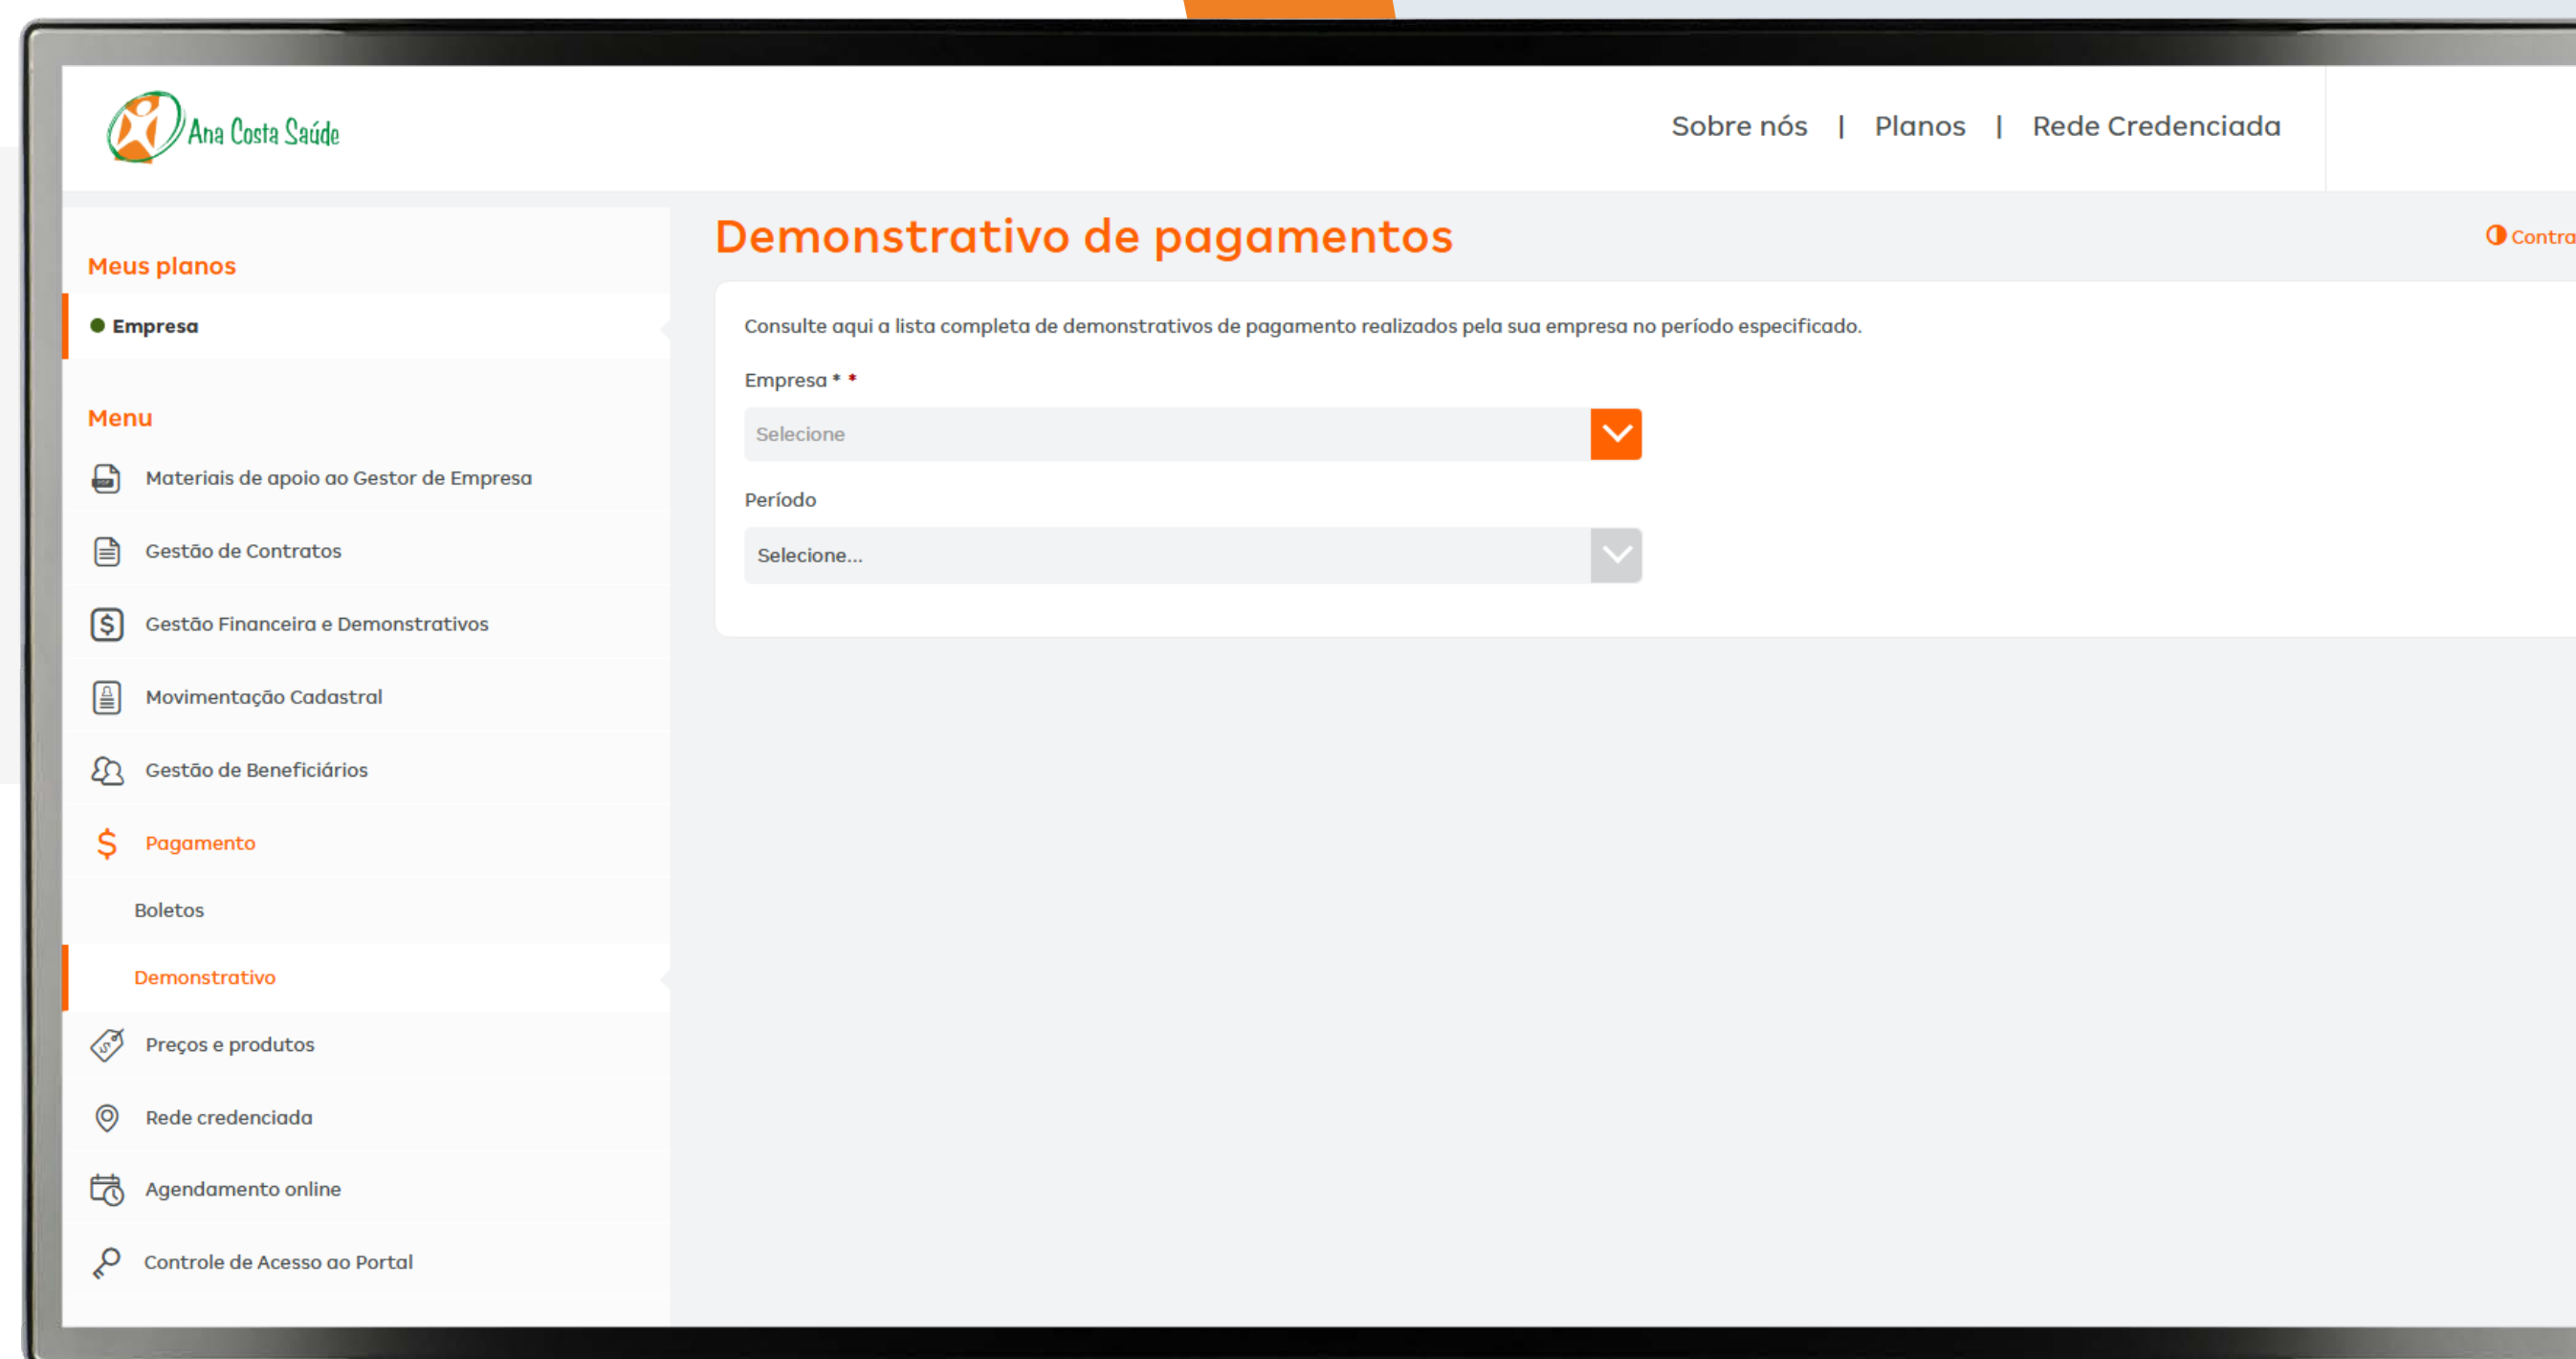 Ana Costa Saúde
Sobre nós | Planos | Rede Credenciada
Demonstrativo de pagamentos
Contra
Meus planos
Empresa
Menu
Materiais de apoio ao Gestor de Empresa
Gestão de Contratos
Gestão Financeira e Demonstrativos
Movimentação Cadastral
Gestão de Beneficiários
Pagamento
Boletos
Demonstrativo
Preços e produtos
Rede credenciada
Agendamento online
Controle de Acesso ao Portal
Consulte aqui a lista completa de demonstrativos de pagamento realizados pela sua empresa no período especificado.
Empresa * *
Selecione
Período
Selecione...